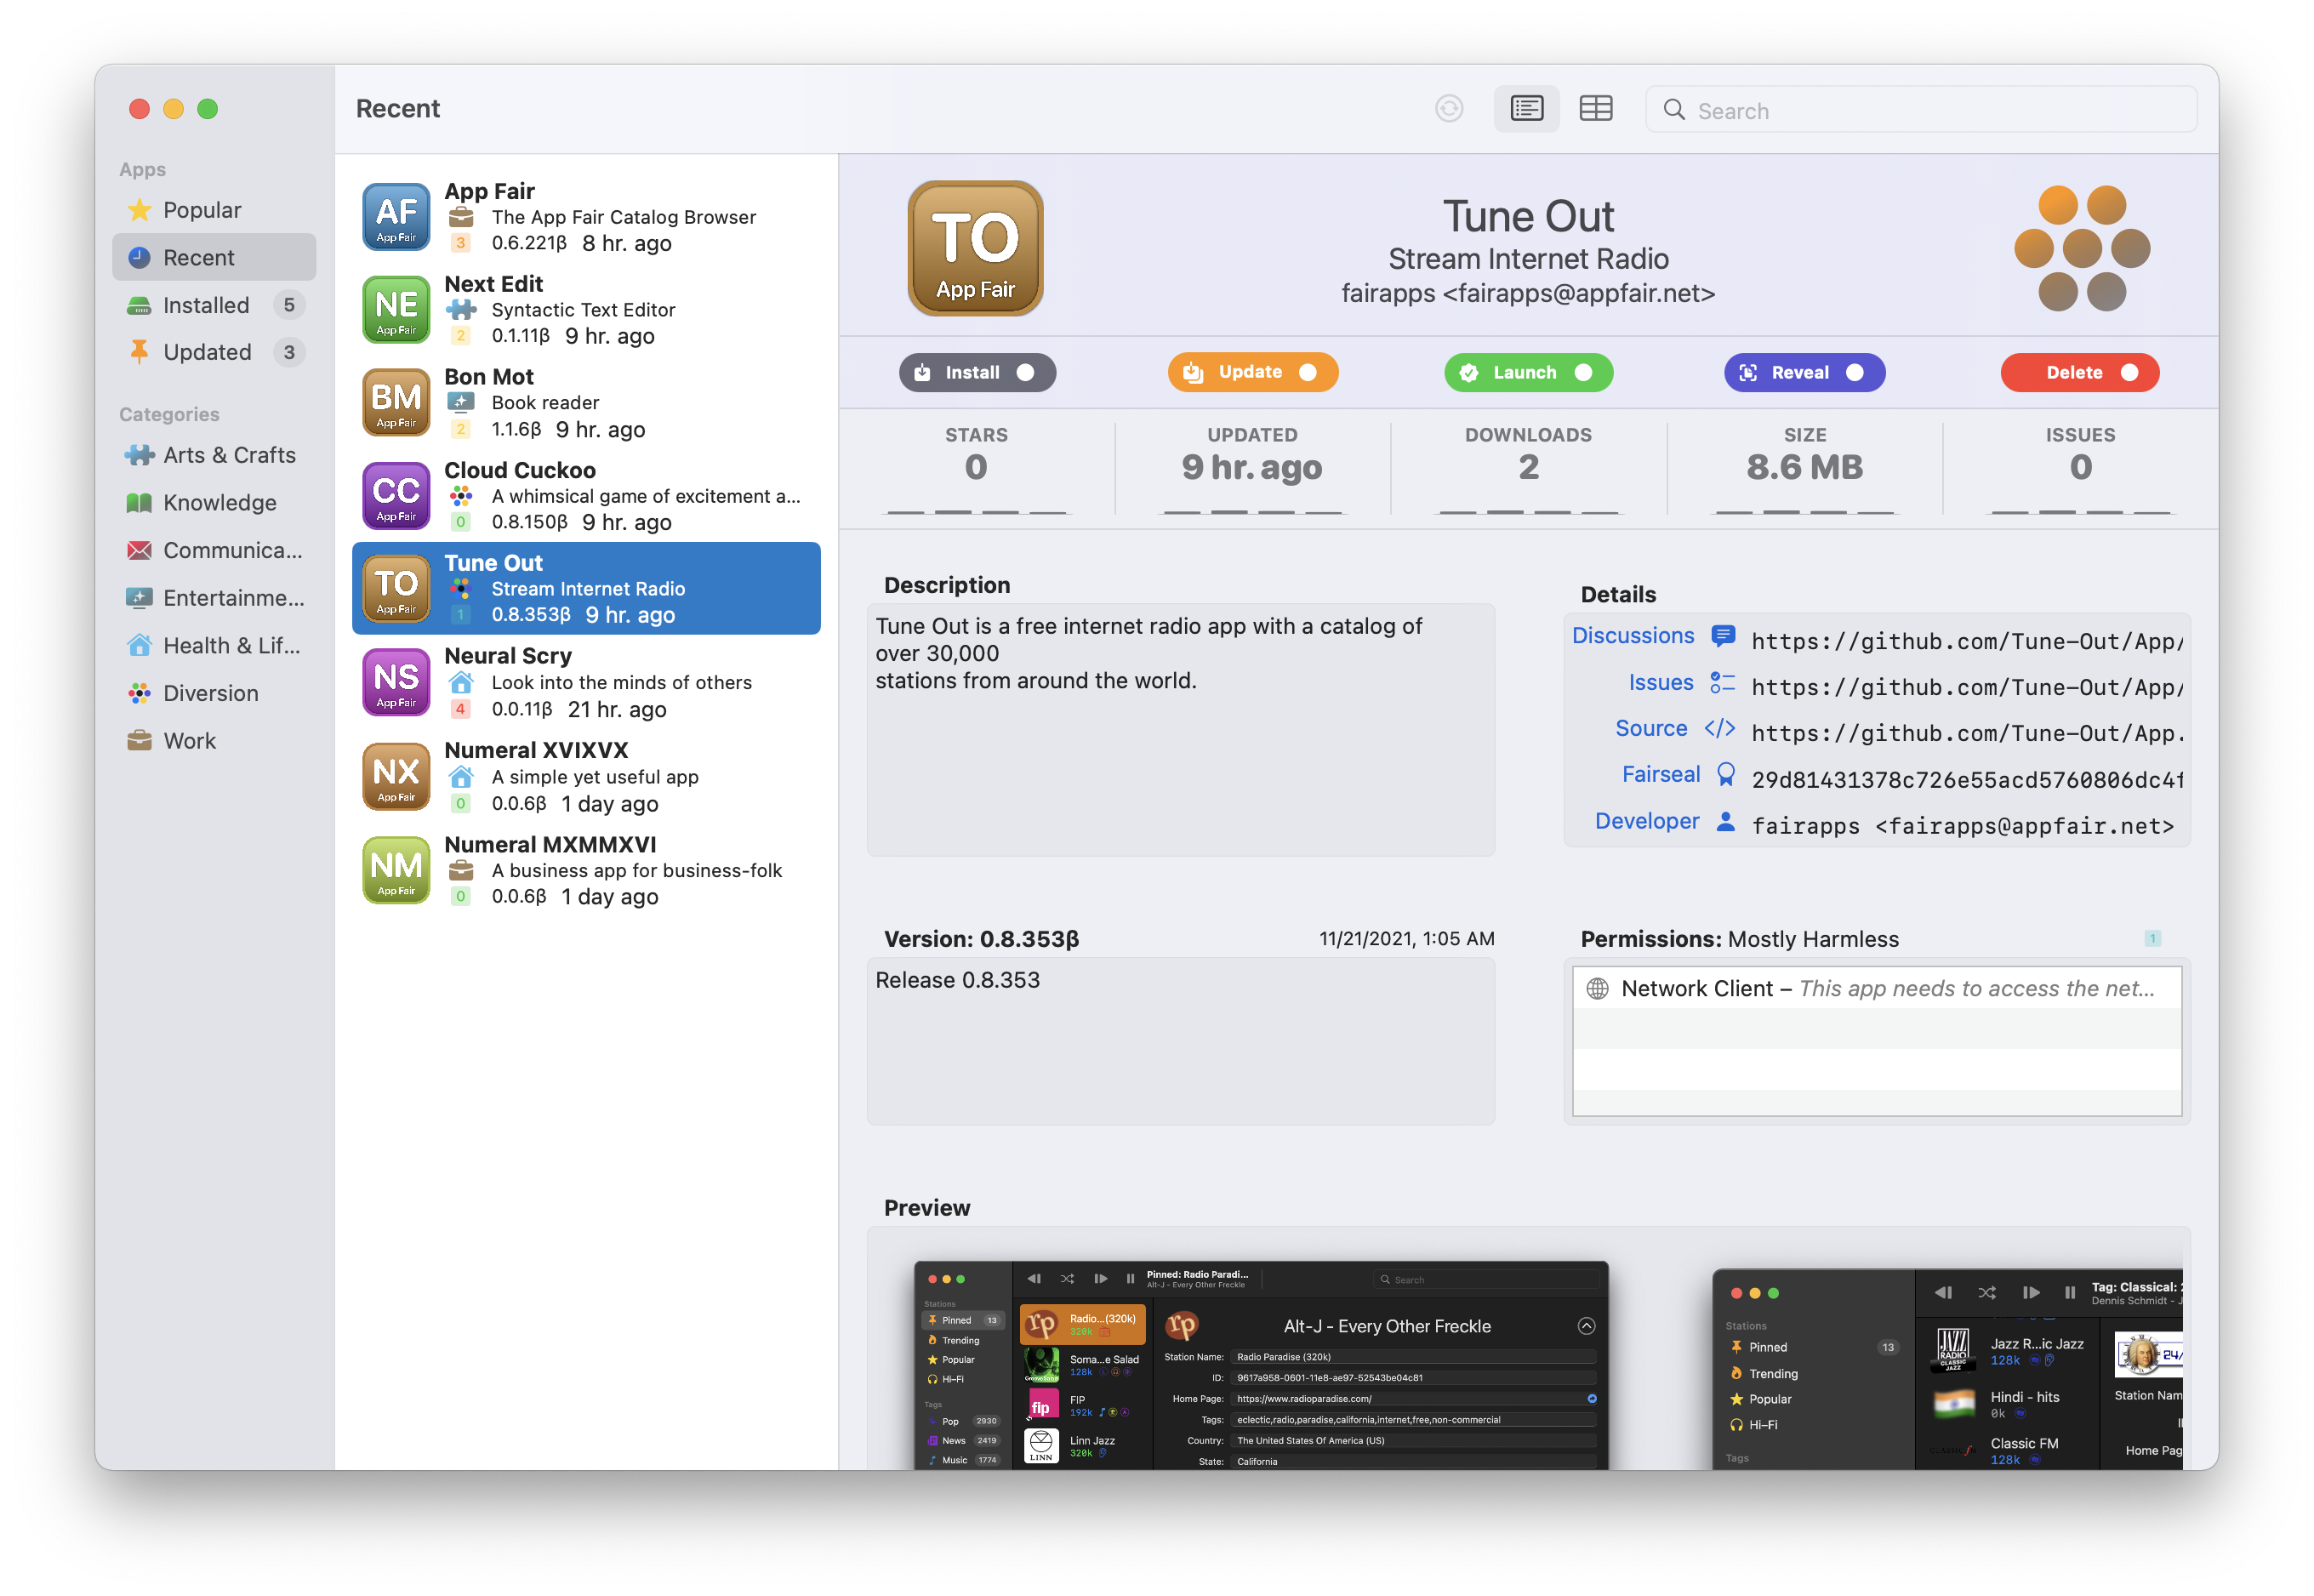 Recent
Search
Apps
Popular
Recent
Installed 5
Updated 3
Categories
Arts & Crafts
Knowledge
Communica...
Entertainme...
Health & Lif...
Diversion
Work
AF
App Fair
App Fair
The App Fair Catalog Browser
3 0.6.221β 8 hr. ago
NE
App Fair
Next Edit
Syntactic Text Editor
2 0.1.11β 9 hr. ago
BM
App Fair
Bon Mot
Book reader
2 1.1.6β 9 hr. ago
CC
App Fair
Cloud Cuckoo
A whimsical game of excitement a...
0 0.8.150β 9 hr. ago
TO
App Fair
Tune Out
Stream Internet Radio
1 0.8.353β 9 hr. ago
NS
App Fair
Neural Scry
Look into the minds of others
4 0.0.11β 21 hr. ago
NX
App Fair
Numeral XVIXVX
A simple yet useful app
0 0.0.6β 1 day ago
NM
App Fair
Numeral MXMMXVI
A business app for business-folk
0 0.0.6β 1 day ago
TO
App Fair
Tune Out
Stream Internet Radio
fairapps <fairapps@appfair.net>
Install Update Launch Reveal Delete
STARS UPDATED DOWNLOADS SIZE ISSUES
0 9 hr. ago 2 8.6 MB 0
Description
Tune Out is a free internet radio app with a catalog of
over 30,000
stations from around the world.
Details
Discussions https://github.com/Tune-Out/App/
Issues https://github.com/Tune-Out/App/
Source https://github.com/Tune-Out/App.
Fairseal 29d81431378c726e55acd5760806dc4f
Developer fairapps <fairapps@appfair.net>
Version: 0.8.353β 11/21/2021, 1:05 AM
Release 0.8.353
Permissions: Mostly Harmless 1
Network Client – This app needs to access the net...
Preview
Pinned: Radio Paradi...
Alt-J - Every Other Freckle
Search
Stations
Pinned 13
Trending
Popular
Hi-Fi
Tags
Pop 2930
News 2419
Music 1774
rp
Radio...(320k)
320k
Soma...e Salad
128k
fip
FIP
192k
LINN
Linn Jazz
320k
rp
Alt-J - Every Other Freckle
Station Name: Radio Paradise (320k)
ID: 9617a958-0601-11e8-ae97-52543be04c81
Home Page: https://www.radioparadise.com/
Tags: eclectic,radio,paradise,california,internet,free,non-commercial
Country: The United States Of America (US)
State: California
Tag: Classical:
Dennis Schmidt - J
Stations
Pinned 13
Trending
Popular
Hi-Fi
Tags
JAZZ
RADIO
CLASSIC
JAZZ
Jazz R...ic Jazz
128k
Hindi - hits
0k
Classic FM
128k
24/
Station Nam
Home Pag